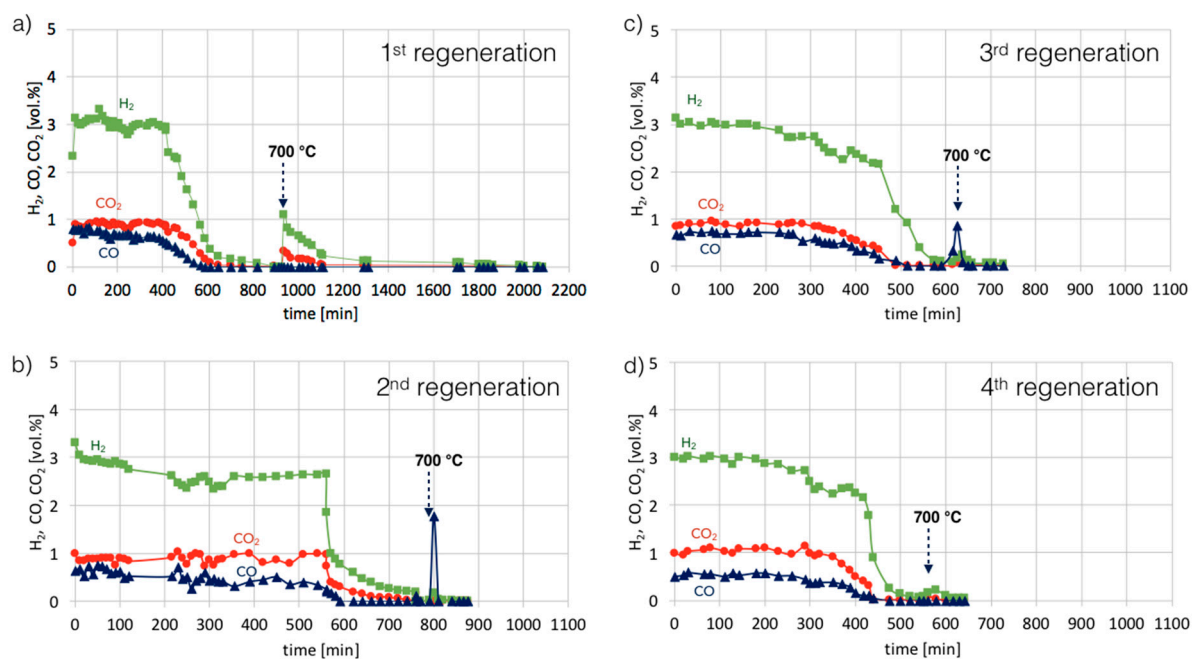 a)
1st regeneration
H2, CO, CO2 [vol.%]
5
4
3
2
1
0
H2
CO2
CO
700 °C
0 200 400 600 800 1000 1200 1400 1600 1800 2000 2200
time [min]
b)
2nd regeneration
H2, CO, CO2 [vol.%]
5
4
3
2
1
0
H2
CO2
CO
700 °C
0 100 200 300 400 500 600 700 800 900 1000 1100
time [min]
c)
3rd regeneration
H2, CO, CO2 [vol.%]
5
4
3
2
1
0
H2
CO2
CO
700 °C
0 100 200 300 400 500 600 700 800 900 1000 1100
time [min]
d)
4th regeneration
H2, CO, CO2 [vol.%]
5
4
3
2
1
0
H2
CO2
CO
700 °C
0 100 200 300 400 500 600 700 800 900 1000 1100
time [min]